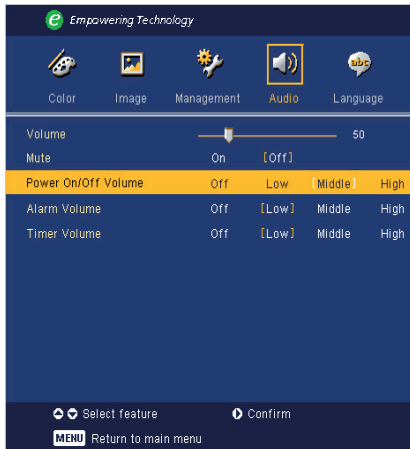 e Empowering Technology
Color Image Management Audio abc Language
Volume 50
Mute On [Off]
Power On/Off Volume Off Low [Middle] High
Alarm Volume Off [Low] Middle High
Timer Volume Off [Low] Middle High
Select feature Confirm
MENU Return to main menu